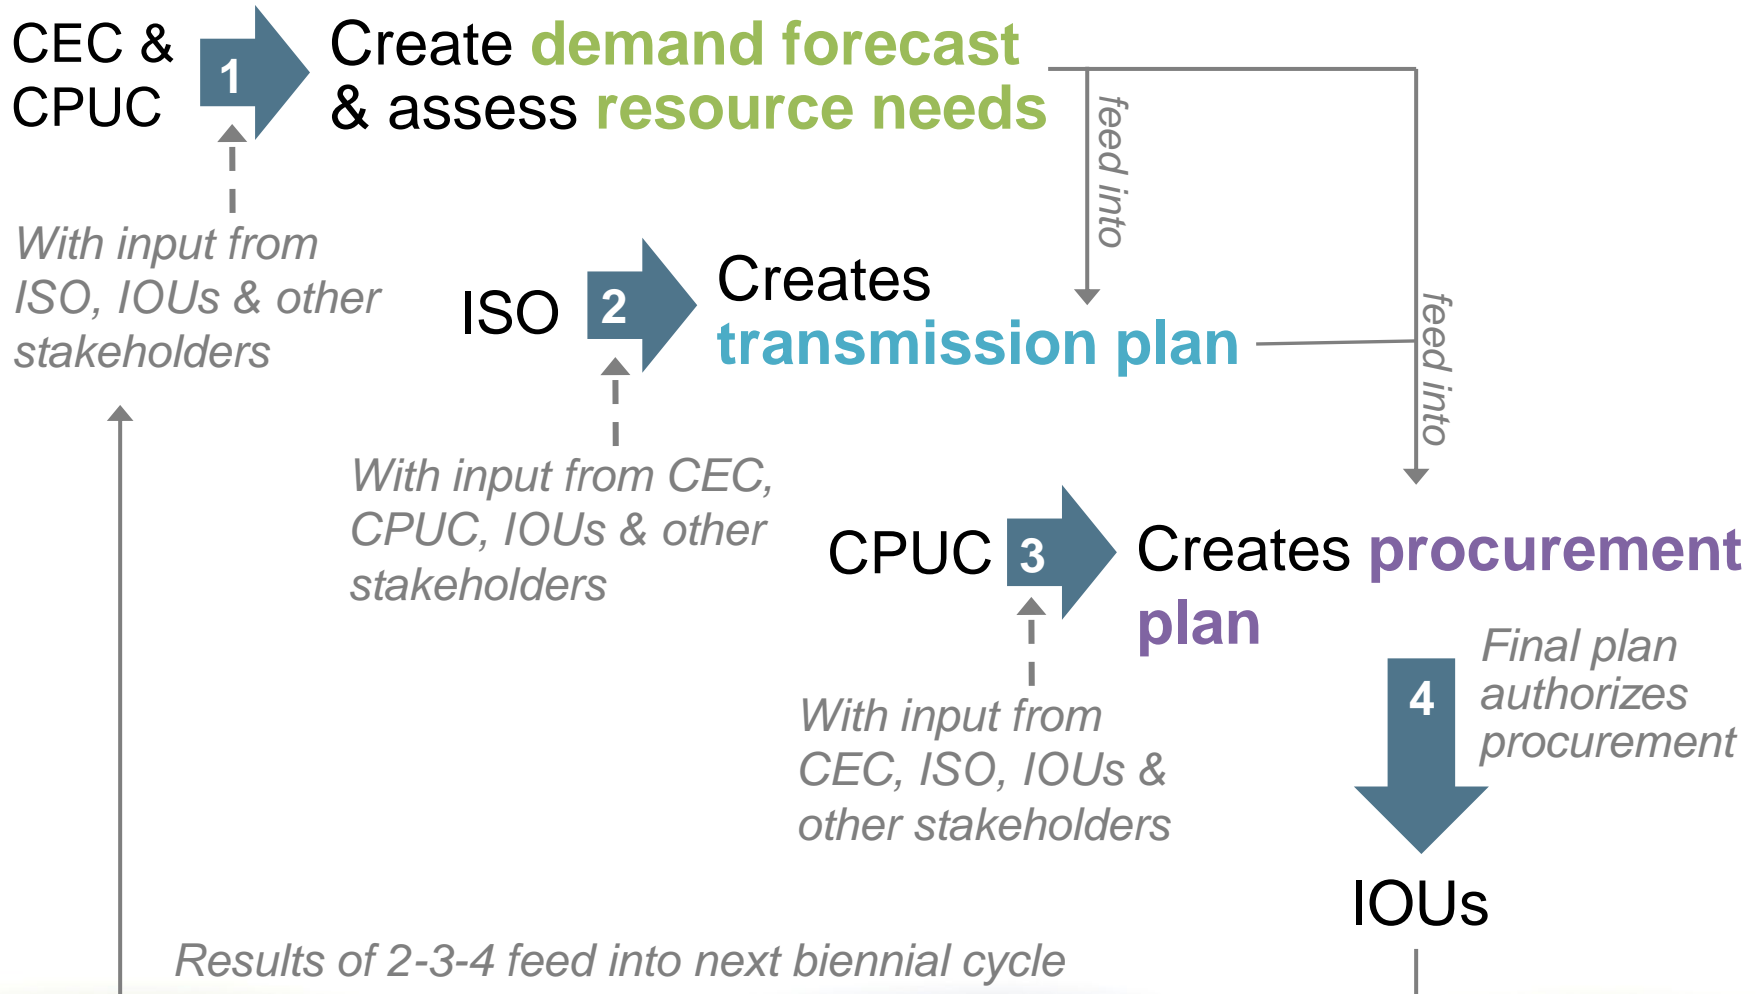 CEC &
CPUC
1
Create demand forecast
& assess resource needs
feed into
With input from
ISO, IOUs & other
stakeholders
ISO
2
Creates
transmission plan
feed into
With input from CEC,
CPUC, IOUs & other
stakeholders
CPUC
3
Creates procurement
plan
With input from
CEC, ISO, IOUs &
other stakeholders
4
Final plan
authorizes
procurement
IOUs
Results of 2-3-4 feed into next biennial cycle